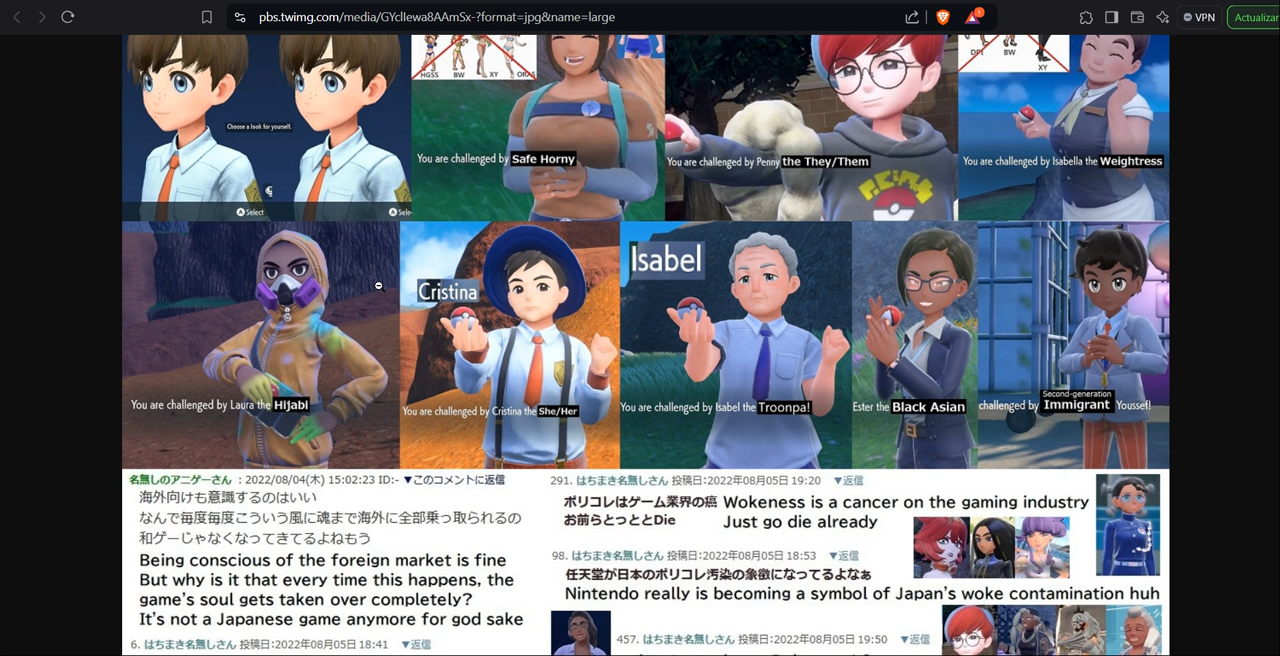 pbs.twimg.com/media/GYcllewa8AAmSx-?format=jpg&name=large
1
VPN
Actualizar
HGSS BW XY ORAS
DPt BW
XY
Choose a look for yourself.
Select
Sele
You are challenged by Safe Horny
You are challenged by Penny the They/Them
You are challenged by Isabella the Weightress
You are challenged by Laura the Hijabi
Cristina
You are challenged by Cristina the She/Her
Isabel
You are challenged by Isabel the Troonpa!
Ester the Black Asian
Second-generation
challenged by Immigrant Youssef!
名無しのアニゲーさん : 2022/08/04(木) 15:02:23 ID:- ▼このコメントに返信
海外向けも意識するのはいい
なんで毎度毎度こういう風に魂まで海外に全部乗っ取られるの
和ゲーじゃなくなってきてるよねもう
Being conscious of the foreign market is fine
But why is it that every time this happens, the
game's soul gets taken over completely?
It's not a Japanese game anymore for god sake
6. はちまき名無しさん 投稿日:2022年08月05日 18:41 ▼返信
291. はちまき名無しさん 投稿日:2022年08月05日 19:20 ▼返信
ポリコレはゲーム業界の癌
お前らとっととDie
Wokeness is a cancer on the gaming industry
Just go die already
98. はちまき名無しさん 投稿日:2022年08月05日 18:53 ▼返信
任天堂が日本のポリコレ汚染の象徴になってるよなぁ
Nintendo really is becoming a symbol of Japan's woke contamination huh
457. はちまき名無しさん 投稿日:2022年08月05日 19:50 ▼返信